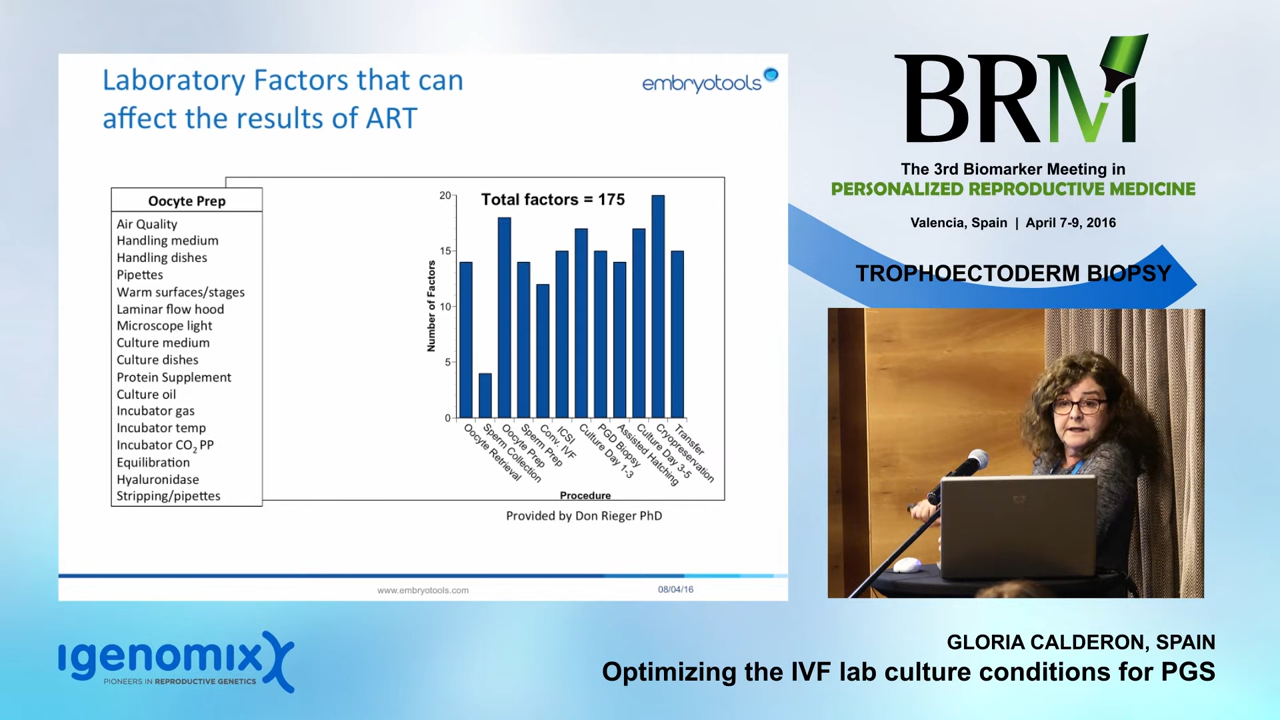 Laboratory Factors that can
affect the results of ART
embryotools
Oocyte Prep
Air Quality
Handling medium
Handling dishes
Pipettes
Warm surfaces/stages
Laminar flow hood
Microscope light
Culture medium
Culture dishes
Protein Supplement
Culture oil
Incubator gas
Incubator temp
Incubator CO2 PP
Equilibration
Hyaluronidase
Stripping/pipettes
Total factors = 175
Number of Factors
20
15
10
5
0
Oocyte Retrieval
Sperm Collection
Oocyte Prep
Sperm Prep
Conv. IVF
ICSI
Culture Day 1-3
PGD Biopsy
Assisted Hatching
Culture Day 3-5
Cryopreservation
Transfer
Procedure
Provided by Don Rieger PhD
www.embryotools.com
08/04/16
BRM
The 3rd Biomarker Meeting in
PERSONALIZED REPRODUCTIVE MEDICINE
Valencia, Spain | April 7-9, 2016
TROPHOECTODERM BIOPSY
igenomix
PIONEERS IN REPRODUCTIVE GENETICS
GLORIA CALDERON, SPAIN
Optimizing the IVF lab culture conditions for PGS